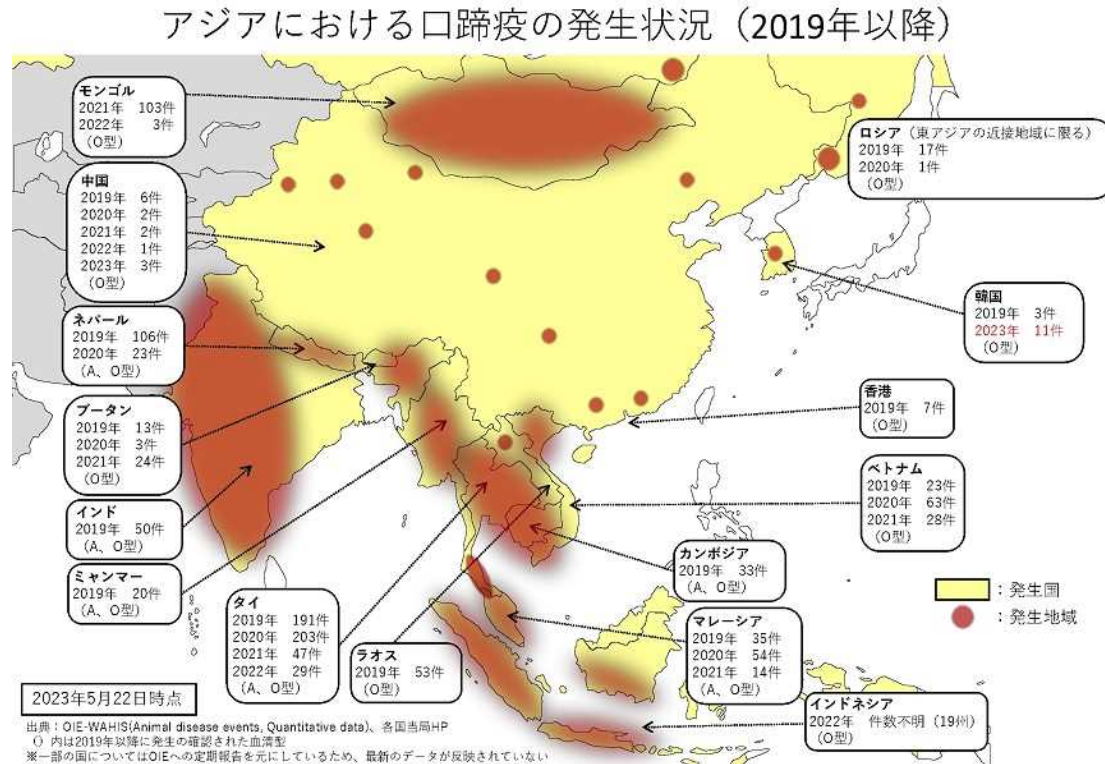 アジアにおける口蹄疫の発生状況（2019年以降）
モンゴル
2021年 103件
2022年 3件
（O型）
中国
2019年 6件
2020年 2件
2021年 2件
2022年 1件
2023年 3件
（O型）
ネパール
2019年 106件
2020年 23件
（A、O型）
ブータン
2019年 13件
2020年 3件
2021年 24件
（O型）
インド
2019年 50件
（A、O型）
ミャンマー
2019年 20件
（A、O型）
タイ
2019年 191件
2020年 203件
2021年 47件
2022年 29件
（A、O型）
ラオス
2019年 53件
（O型）
ロシア（東アジアの近接地域に限る）
2019年 17件
2020年 1件
（O型）
韓国
2019年 3件
2023年 11件
（O型）
香港
2019年 7件
（O型）
ベトナム
2019年 23件
2020年 63件
2021年 28件
（O型）
カンボジア
2019年 33件
（A、O型）
マレーシア
2019年 35件
2020年 54件
2021年 14件
（A、O型）
インドネシア
2022年 件数不明（19州）
（O型）
：発生国
：発生地域
2023年5月22日時点
出典：OIE-WAHIS(Animal disease events, Quantitative data)、各国当局HP
（）内は2019年以降に発生の確認された血清型
※一部の国についてはOIEへの定期報告を元にしているため、最新のデータが反映されていない